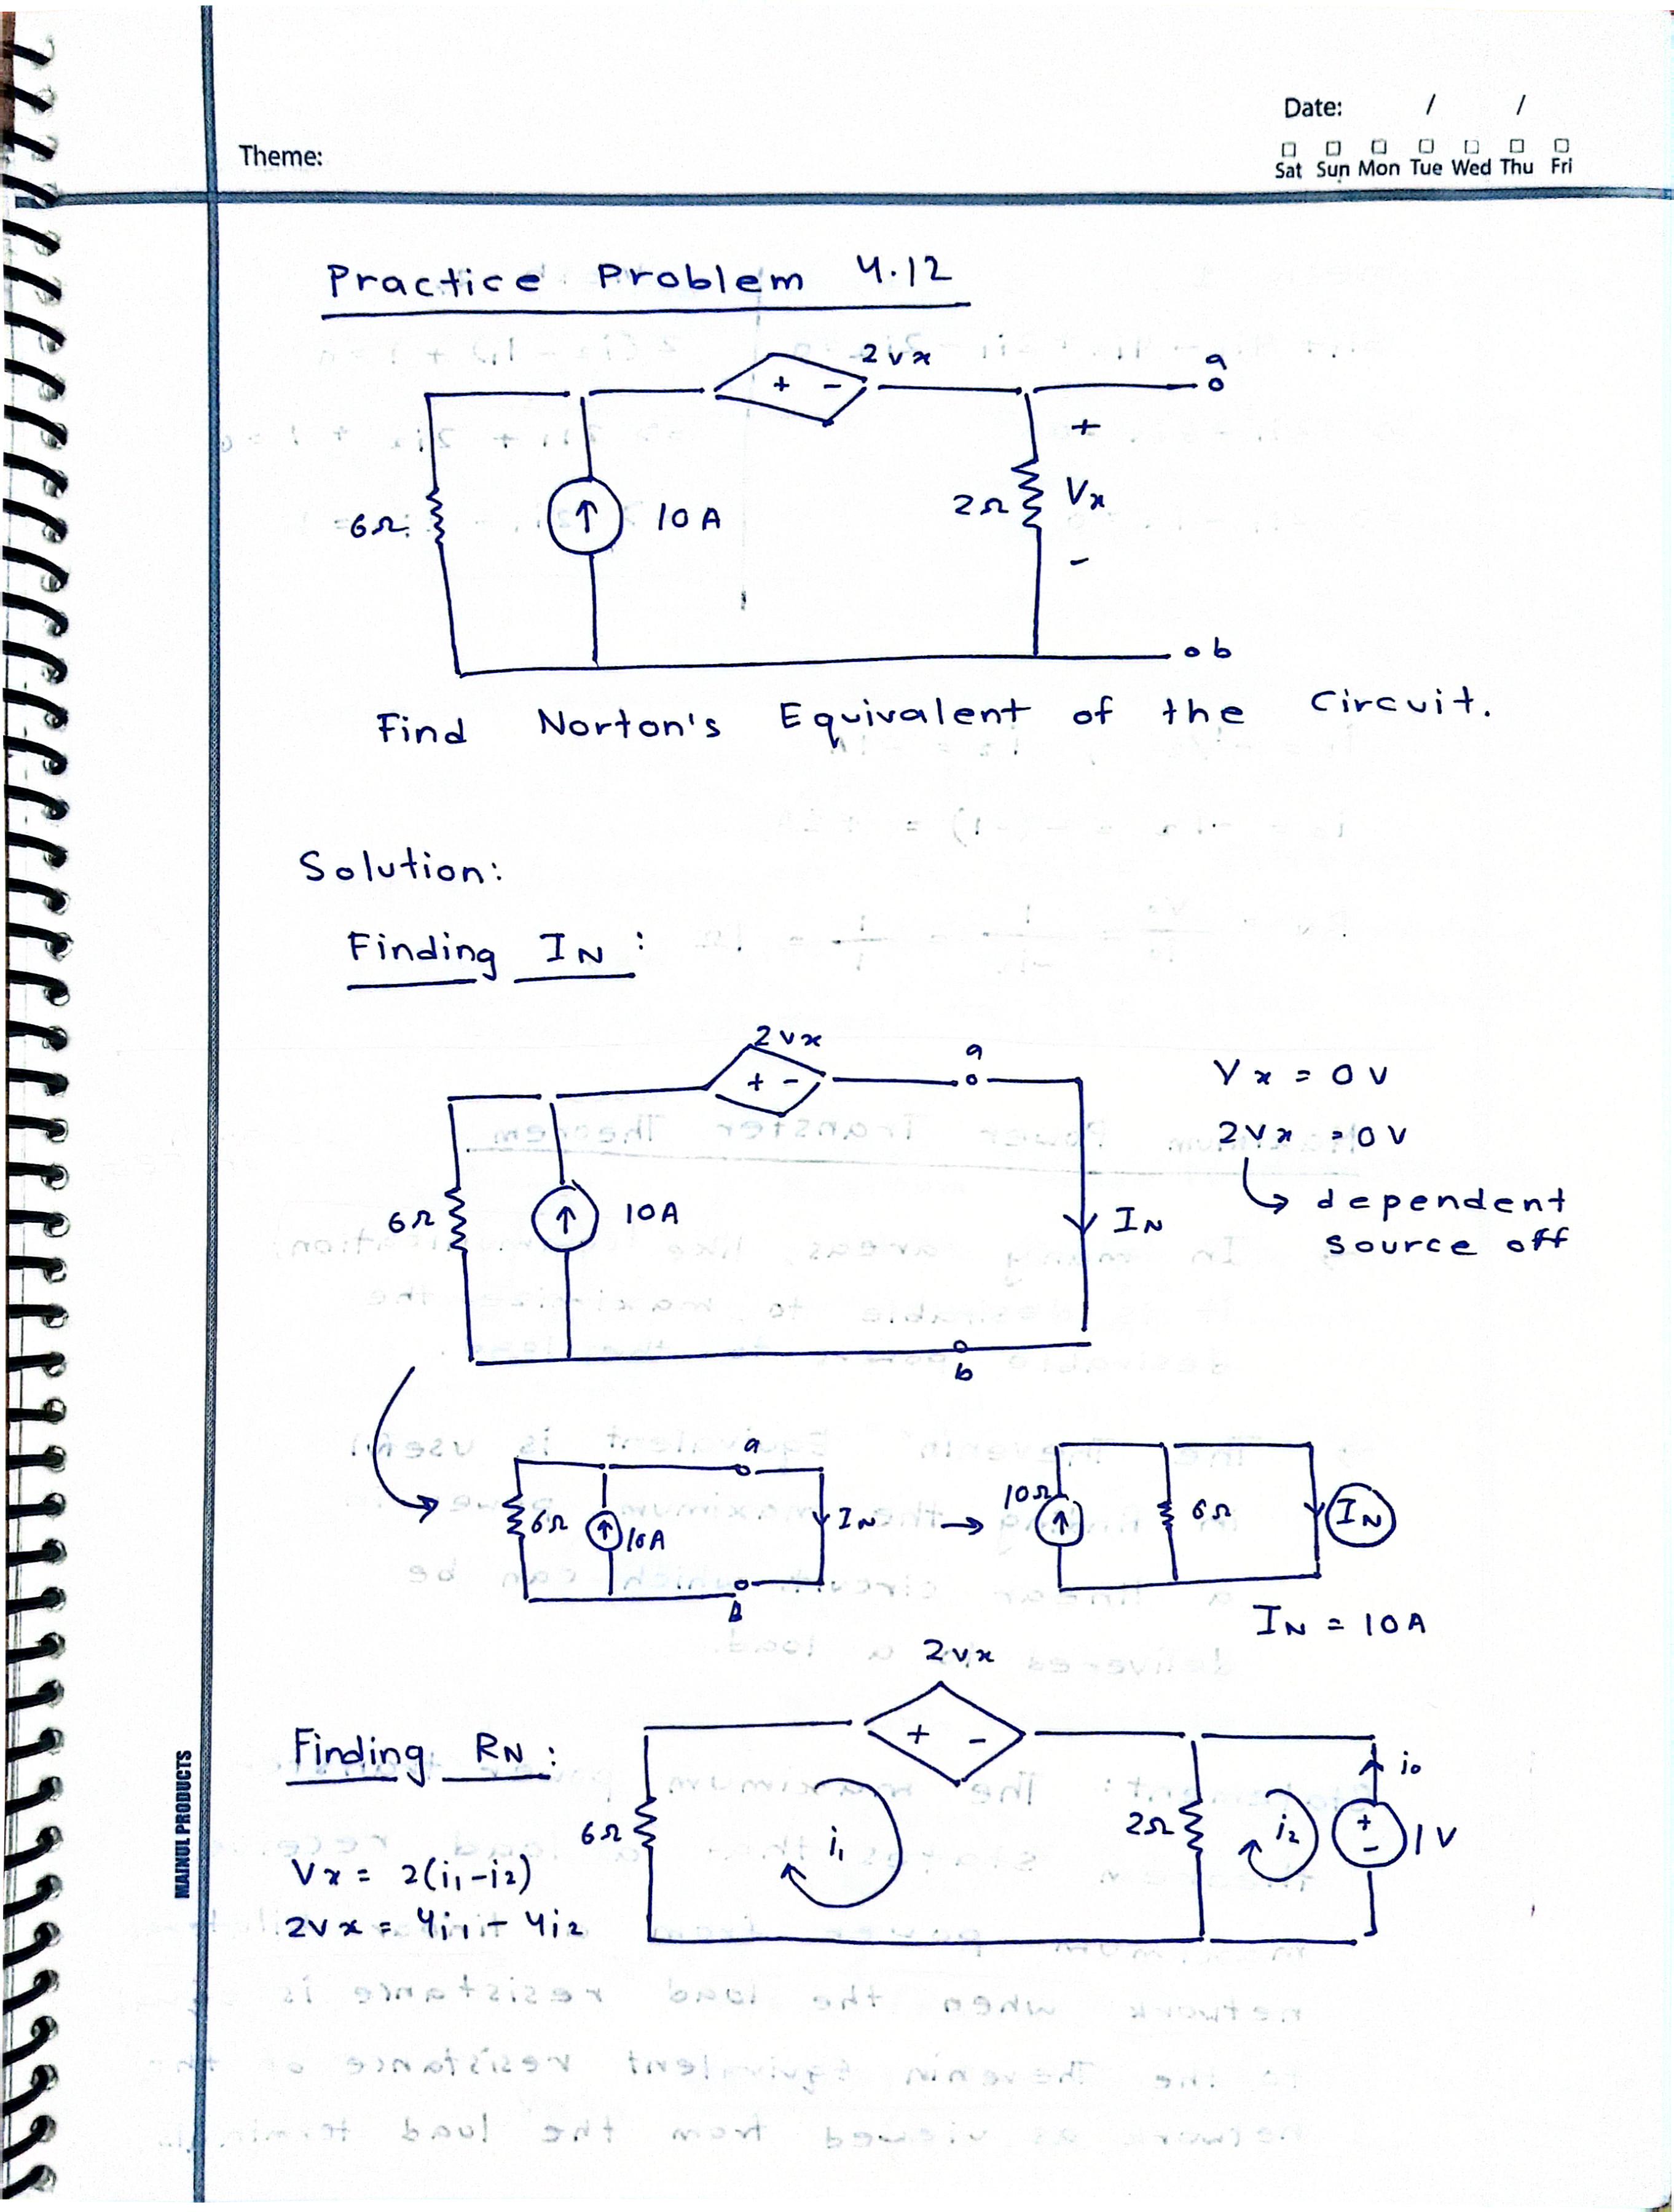 Date: / /
Sat Sun Mon Tue Wed Thu Fri
Theme:
Practice Problem 4.12
2vx
a
+ -
+
6Ω
10 A
2Ω
Vx
-
b
Find Norton's Equivalent of the Circuit.
Solution:
Finding IN :
2vx
a
+ -
Vx = 0 V
2Vx = 0 V
dependent
source off
6Ω
10A
IN
b
a
6Ω
10A
IN
B
→
10Ω
6Ω
IN
IN = 10A
Finding RN :
2vx
+ -
i0
6Ω
i1
2Ω
i2
+
-
1V
Vx = 2(i1-i2)
2vx = 4i1 - 4i2
MAINUL PRODUCTS